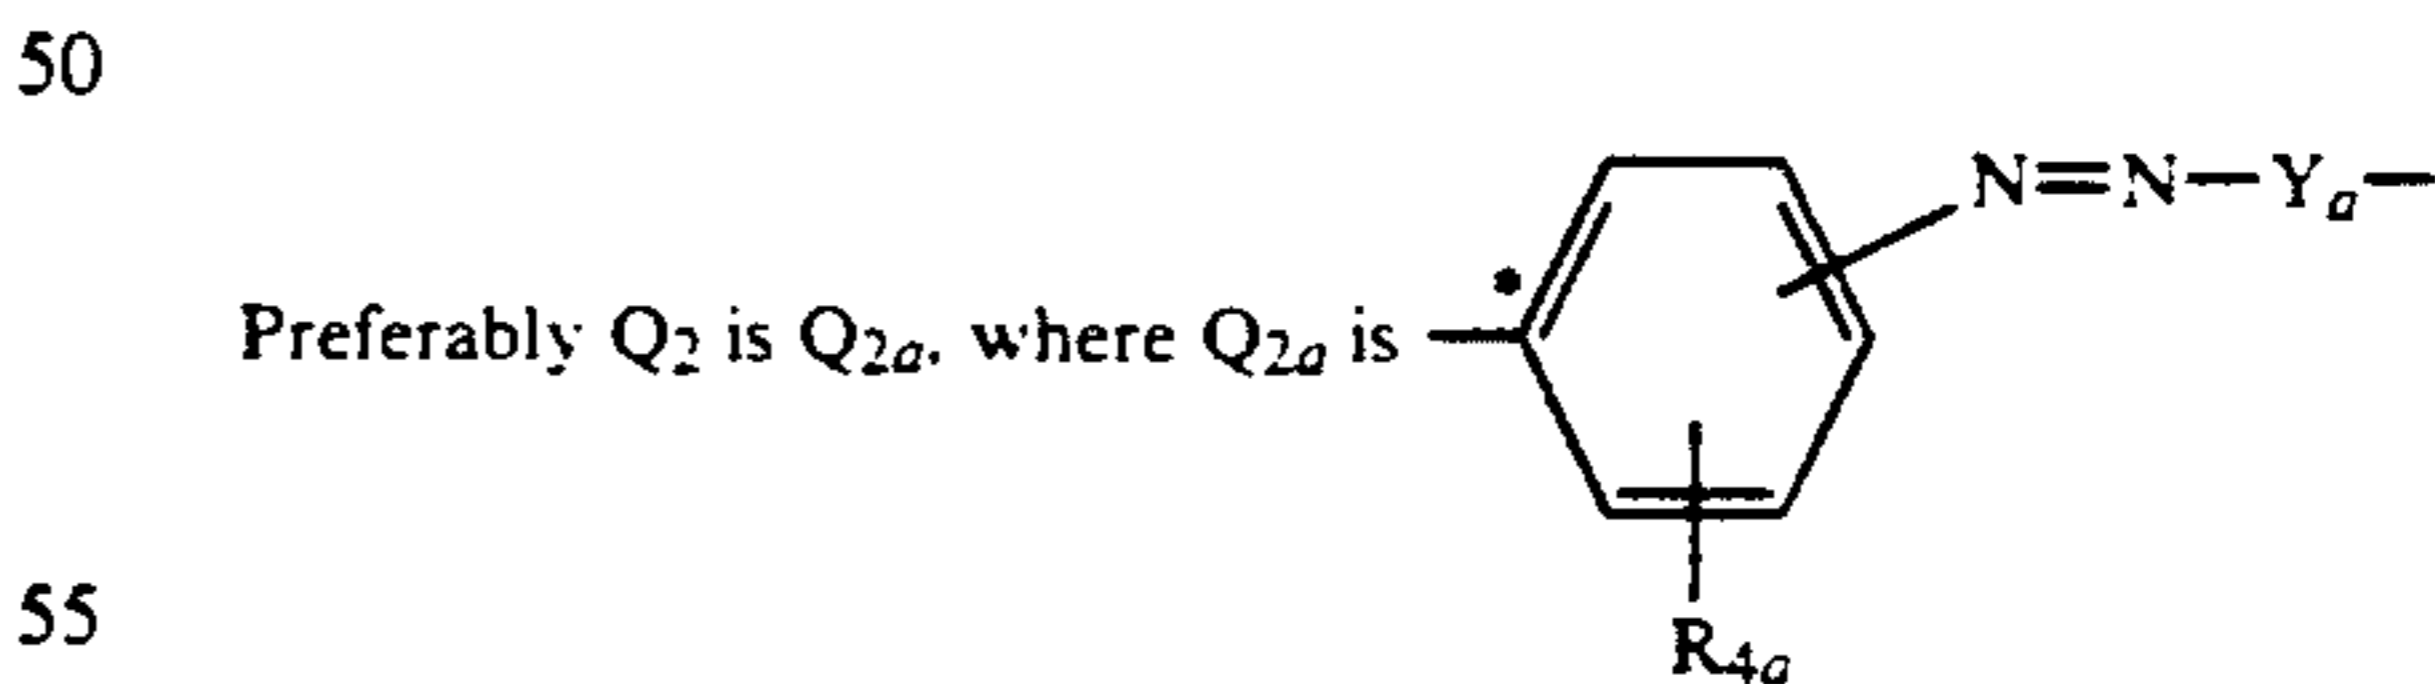 50
N=N—Yₐ—
Preferably Q₂ is Q₂ₐ, where Q₂ₐ is
55
R₄ₐ